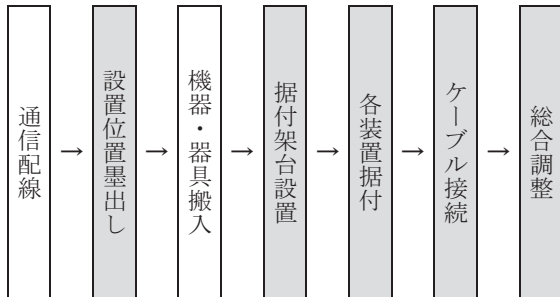 通信配線
→
設置位置墨出し
→
機器・器具搬入
→
据付架台設置
→
各装置据付
→
ケーブル接続
→
総合調整